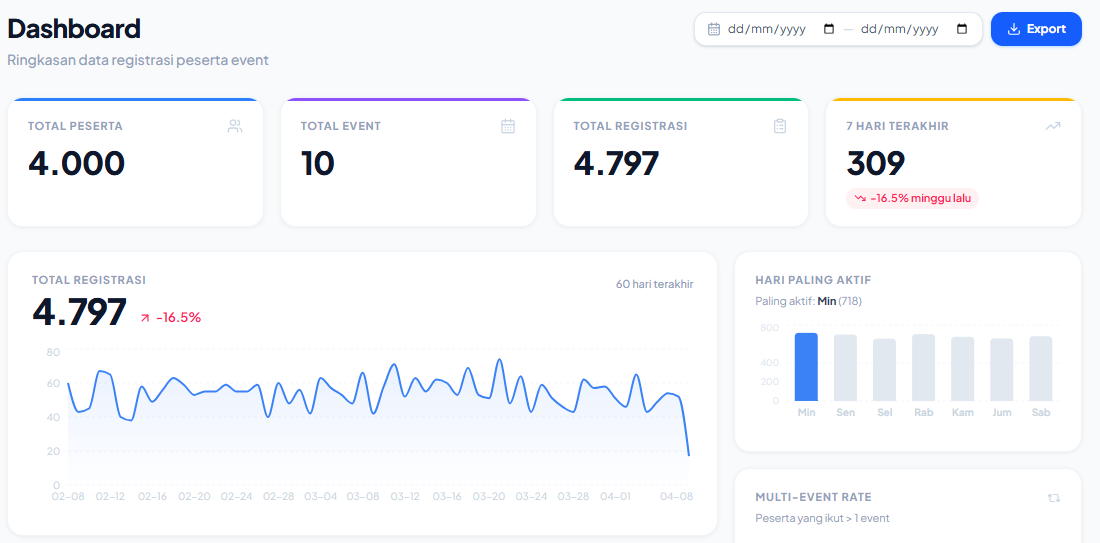 Dashboard
Ringkasan data registrasi peserta event
dd/mm/yyyy — dd/mm/yyyy
Export
TOTAL PESERTA
4.000
TOTAL EVENT
10
TOTAL REGISTRASI
4.797
7 HARI TERAKHIR
309
-16.5% minggu lalu
TOTAL REGISTRASI
4.797 -16.5%
60 hari terakhir
80
60
40
20
0
02-08 02-12 02-16 02-20 02-24 02-28 03-04 03-08 03-12 03-16 03-20 03-24 03-28 04-01 04-08
HARI PALING AKTIF
Paling aktif: Min (718)
800
400
200
0
Min Sen Sel Rab Kam Jum Sab
MULTI-EVENT RATE
Peserta yang ikut > 1 event